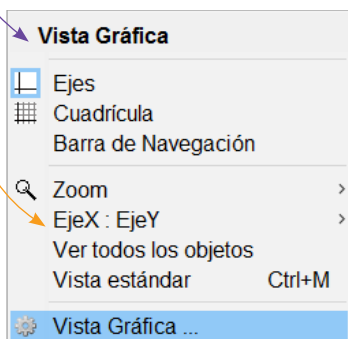 Vista Gráfica
Ejes
Cuadrícula
Barra de Navegación
Zoom
EjeX : EjeY
Ver todos los objetos
Vista estándar Ctrl+M
Vista Gráfica ...